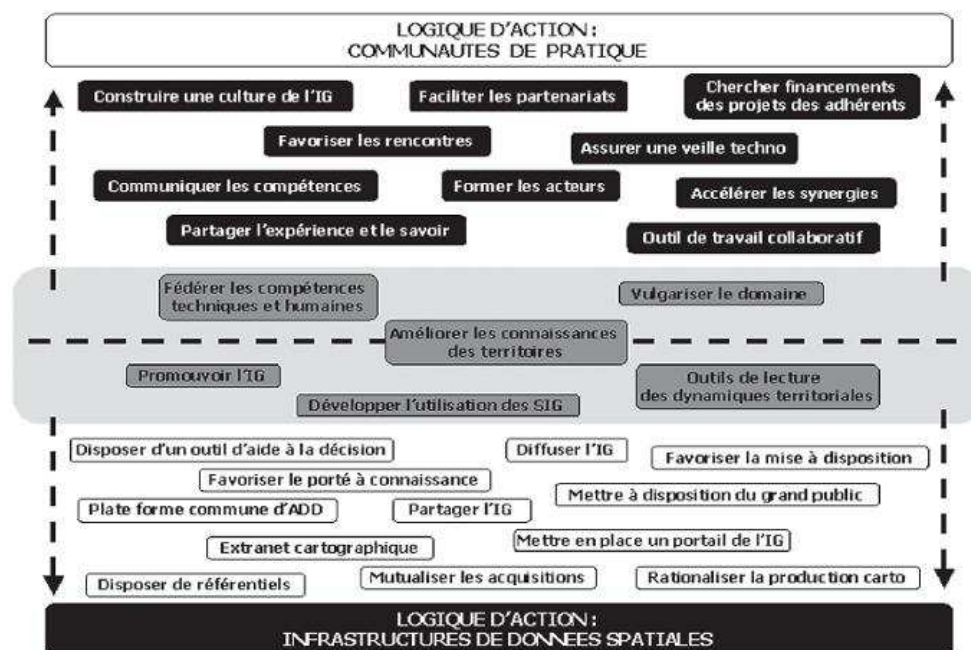 LOGIQUE D'ACTION :
COMMUNAUTES DE PRATIQUE
Construire une culture de l'IG
Faciliter les partenariats
Chercher financements
des projets des adhérents
Favoriser les rencontres
Assurer une veille techno
Communiquer les compétences
Former les acteurs
Accélérer les synergies
Partager l'expérience et le savoir
Outil de travail collaboratif
Fédérer les compétences
techniques et humaines
Vulgariser le domaine
Améliorer les connaissances
des territoires
Promouvoir l'IG
Outils de lecture
des dynamiques territoriales
Développer l'utilisation des SIG
Disposer d'un outil d'aide à la décision
Diffuser l'IG
Favoriser la mise à disposition
Favoriser le porté à connaissance
Mettre à disposition du grand public
Plate forme commune d'ADD
Partager l'IG
Extranet cartographique
Mettre en place un portail de l'IG
Disposer de référentiels
Mutualiser les acquisitions
Rationaliser la production carto
LOGIQUE D'ACTION :
INFRASTRUCTURES DE DONNEES SPATIALES